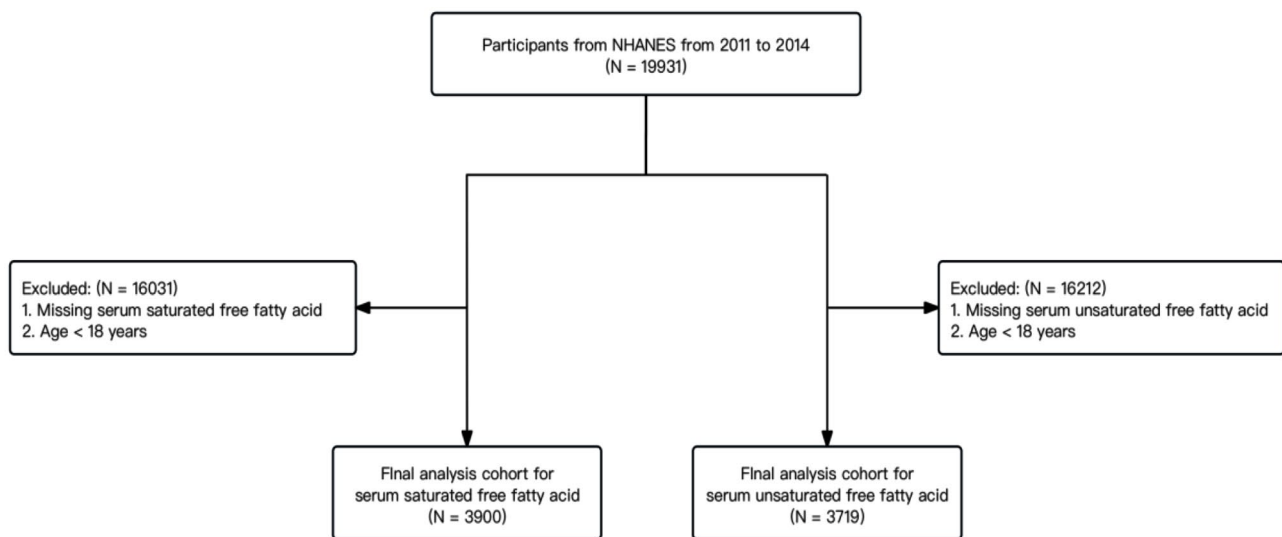 Participants from NHANES from 2011 to 2014
(N = 19931)
Excluded: (N = 16031)
1. Missing serum saturated free fatty acid
2. Age < 18 years
Excluded: (N = 16212)
1. Missing serum unsaturated free fatty acid
2. Age < 18 years
FInal analysis cohort for
serum saturated free fatty acid
(N = 3900)
FInal analysis cohort for
serum unsaturated free fatty acid
(N = 3719)